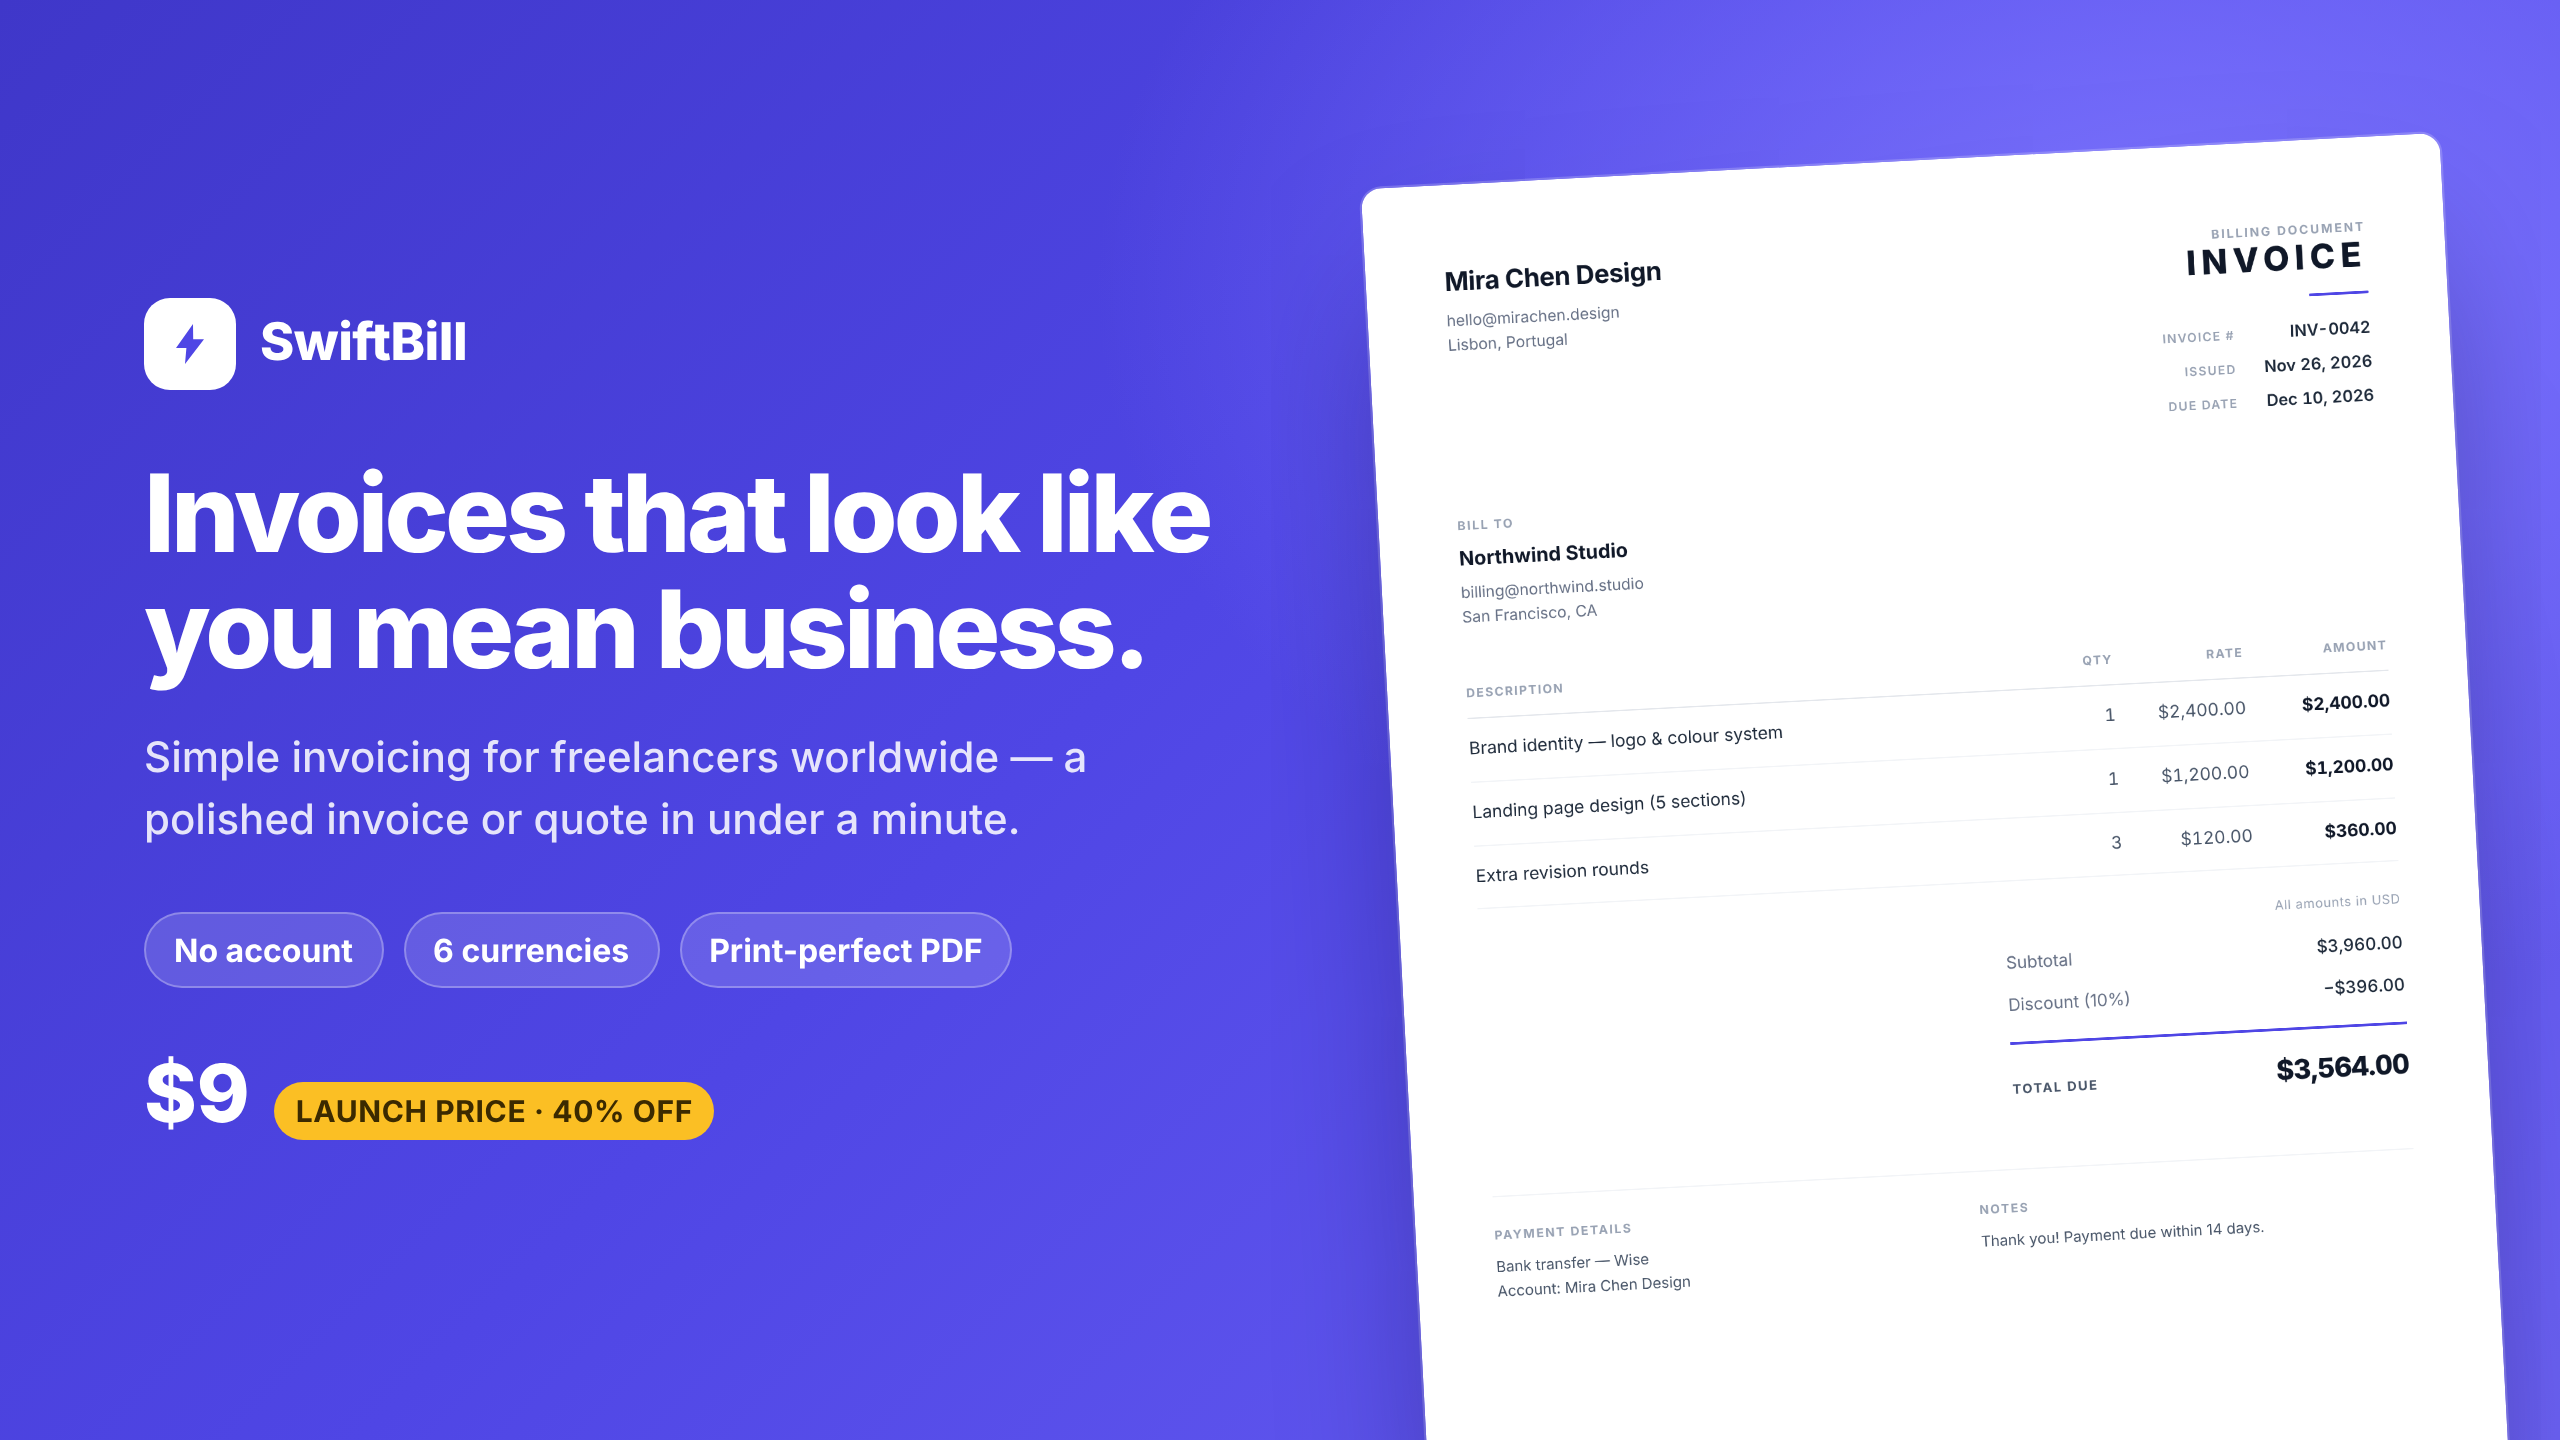 SwiftBill
Invoices that look like
you mean business.
Simple invoicing for freelancers worldwide — a
polished invoice or quote in under a minute.
No account
6 currencies
Print-perfect PDF
$9
LAUNCH PRICE · 40% OFF
BILLING DOCUMENT
INVOICE
Mira Chen Design
hello@mirachen.design
Lisbon, Portugal
INVOICE # INV-0042
ISSUED Nov 26, 2026
DUE DATE Dec 10, 2026
BILL TO
Northwind Studio
billing@northwind.studio
San Francisco, CA
DESCRIPTION QTY RATE AMOUNT
Brand identity — logo & colour system 1 $2,400.00 $2,400.00
Landing page design (5 sections) 1 $1,200.00 $1,200.00
Extra revision rounds 3 $120.00 $360.00
All amounts in USD
Subtotal $3,960.00
Discount (10%) −$396.00
TOTAL DUE $3,564.00
PAYMENT DETAILS
Bank transfer — Wise
Account: Mira Chen Design
NOTES
Thank you! Payment due within 14 days.